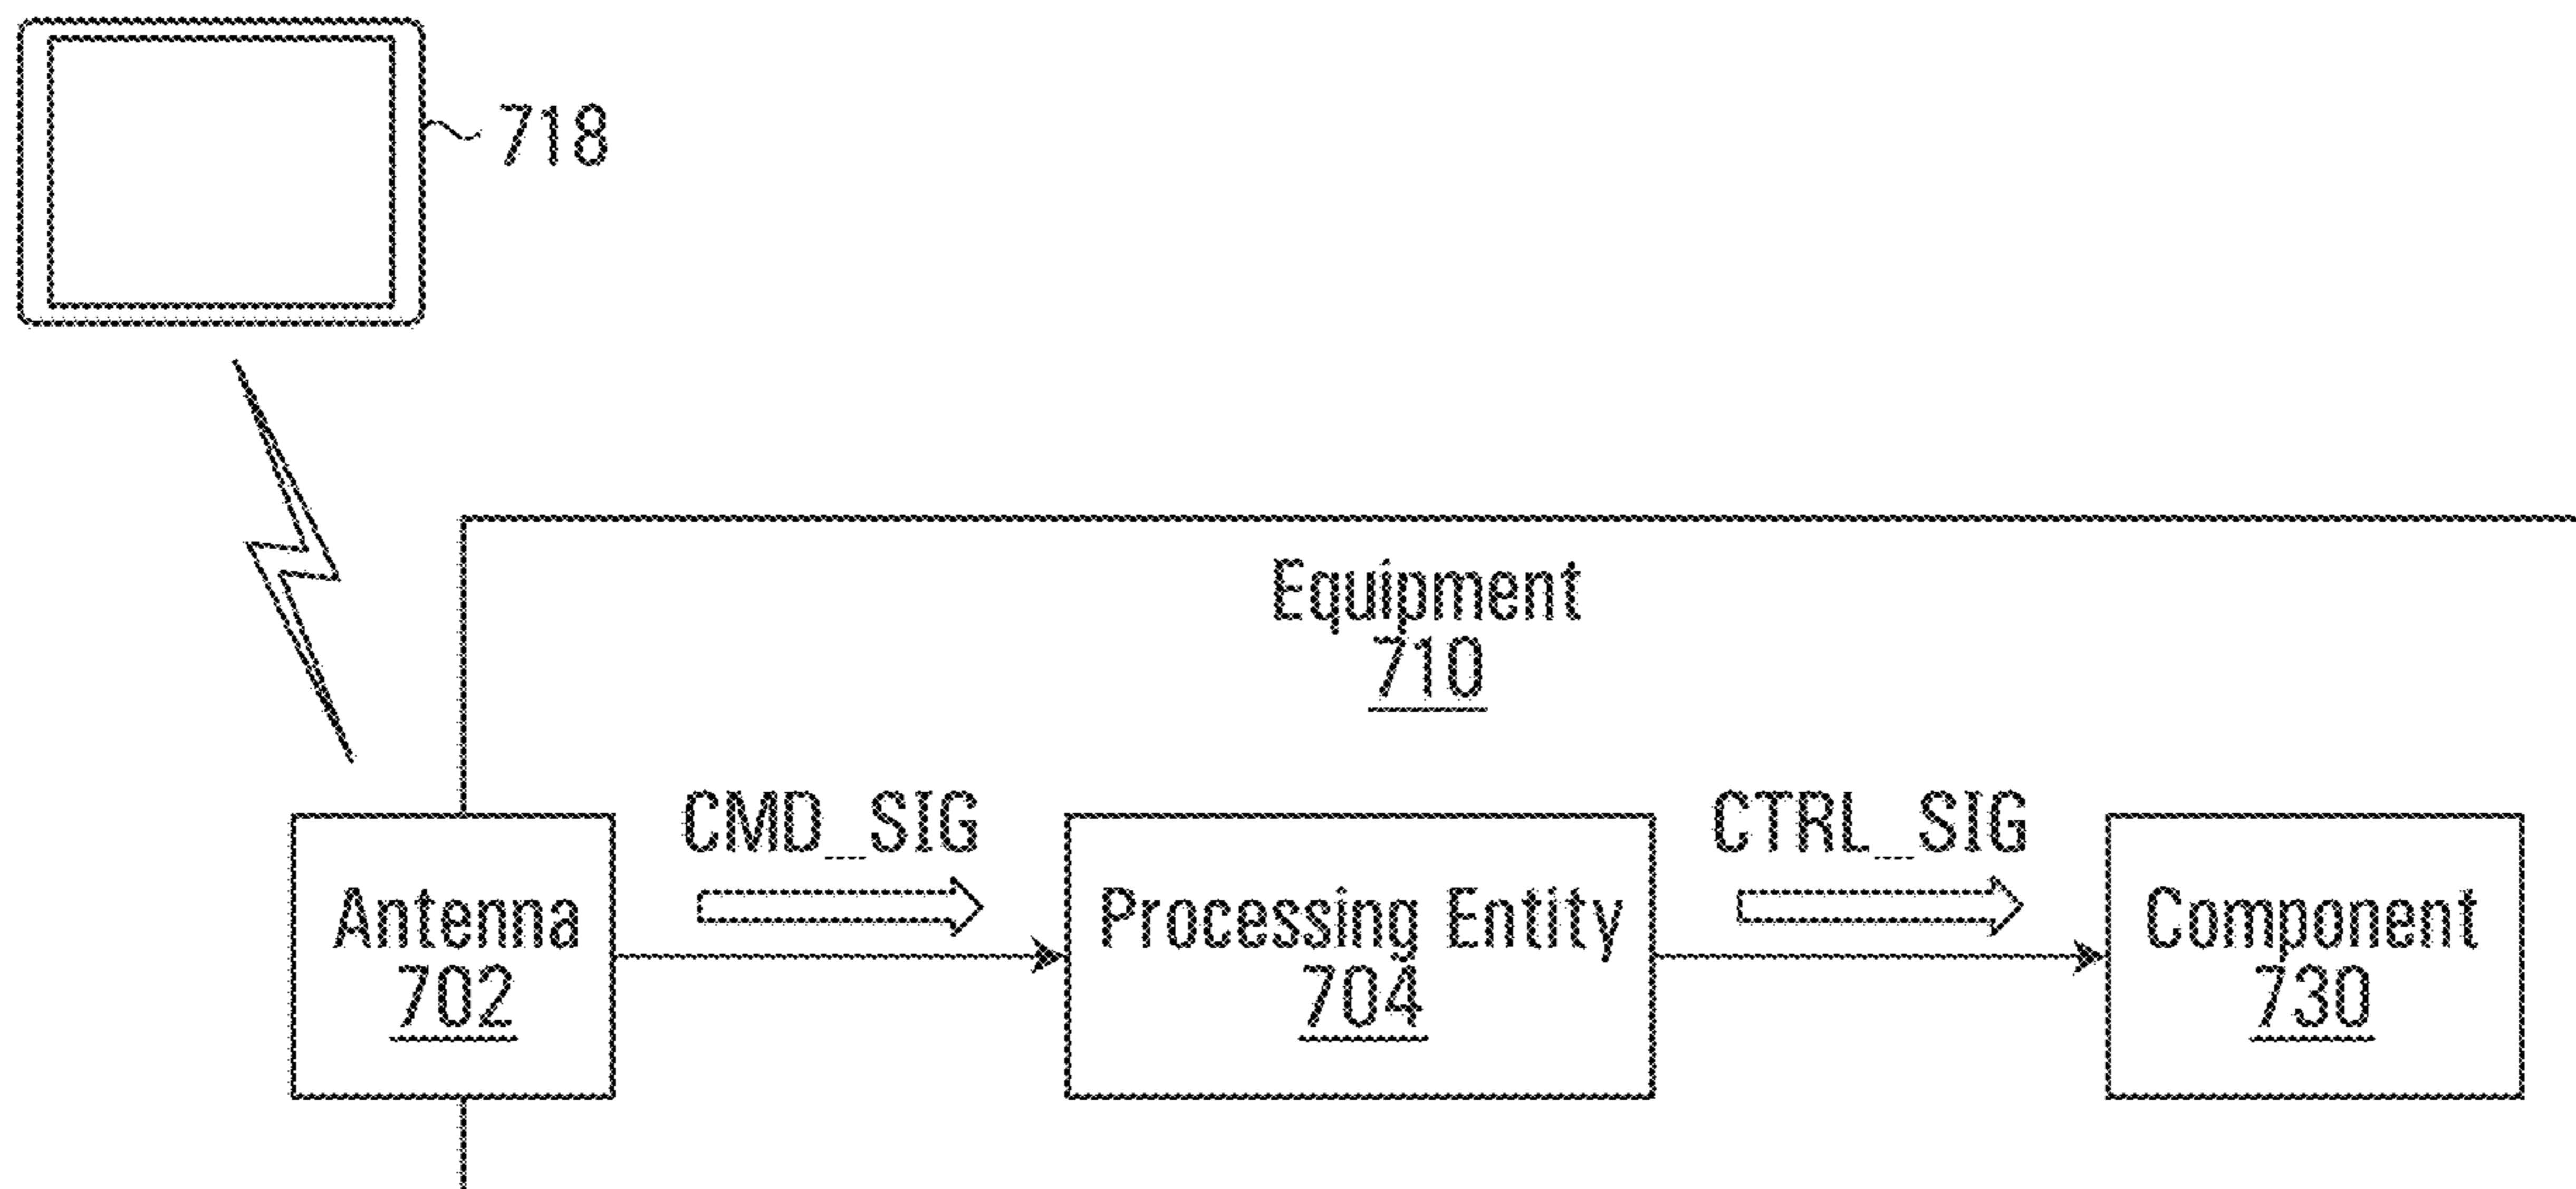 718
Equipment
710
CMD_SIG
CTRL_SIG
Antenna
702
Processing Entity
704
Component
730